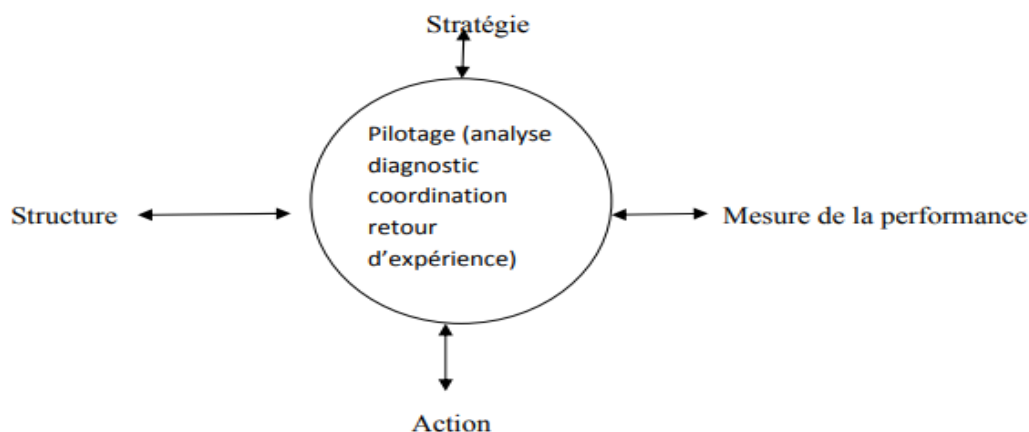 Stratégie
Pilotage (analyse
diagnostic
coordination
retour
d’expérience)
Structure
Mesure de la performance
Action